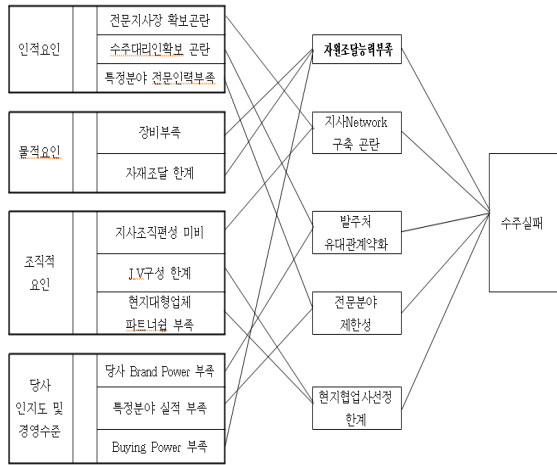 인적요인
전문지사장 확보곤란
수주대리인확보 곤란
특정분야 전문인력부족
물적요인
장비부족
자재조달 한계
조직적
요인
지사조직편성 미비
J.V구성 한계
현지대형업체
파트너쉽 부족
당사
인지도 및
경영수준
당사 Brand Power 부족
특정분야 실적 부족
Buying Power 부족
자원조달능력부족
지사Network
구축 곤란
발주처
유대관계약화
전문분야
제한성
현지협업사선정
한계
수주실패